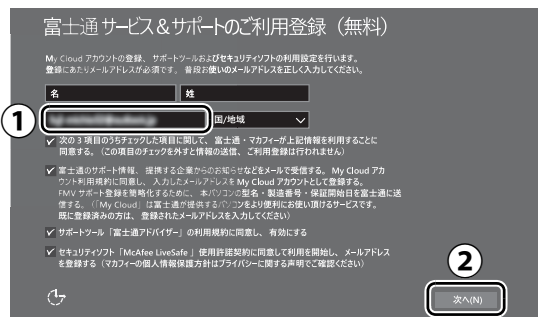 富士通サービス＆サポートのご利用登録（無料）
My Cloud アカウントの登録、サポートツールおよびセキュリティソフトの利用設定を行います。
登録にあたりメールアドレスが必須です。普段お使いのメールアドレスを正しく入力してください。
名 姓
① 国/地域
次の 3 項目のうちチェックした項目に関して、富士通・マカフィーが上記情報を利用することに
同意する。（この項目のチェックを外すと情報の送信、ご利用登録は行われません）
富士通のサポート情報、提携する企業からのお知らせなどをメールで受信する。My Cloud アカ
ウント利用規約に同意し、入力したメールアドレスを My Cloud アカウントとして登録する。
FMV サポート登録を簡略化するために、本パソコンの型名・製造番号・保証開始日を富士通に送
信する。（「My Cloud」は富士通が提供するパソコンをより便利にお使い頂けるサービスです。
既に登録済みの方は、登録されたメールアドレスを入力してください）
サポートツール「富士通アドバイザー」の利用規約に同意し、有効にする
セキュリティソフト「McAfee LiveSafe」使用許諾契約に同意して利用を開始し、メールアドレス
を登録する（マカフィーの個人情報保護方針はプライバシーに関する声明でご確認ください）
②
次へ(N)